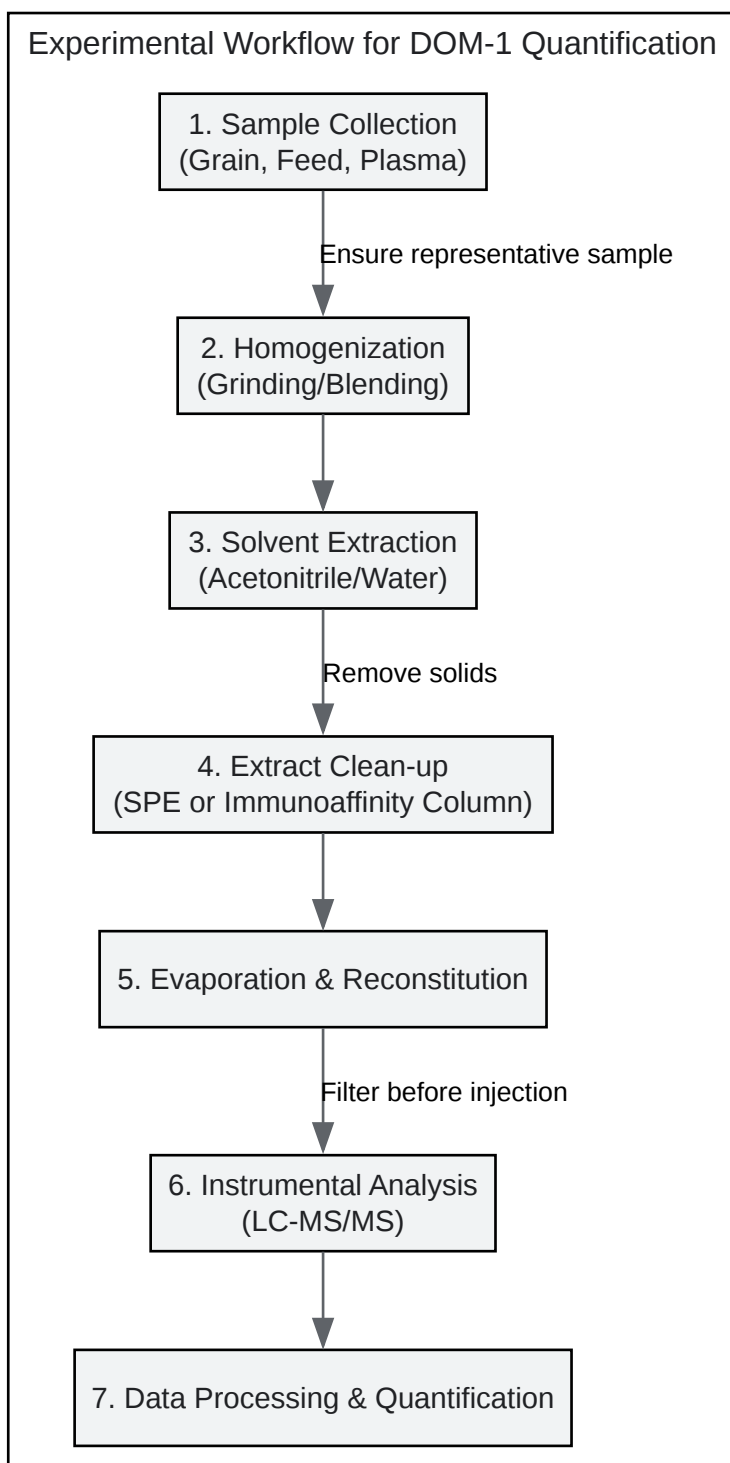 Experimental Workflow for DOM-1 Quantification
1. Sample Collection
(Grain, Feed, Plasma)
Ensure representative sample
2. Homogenization
(Grinding/Blending)
3. Solvent Extraction
(Acetonitrile/Water)
Remove solids
4. Extract Clean-up
(SPE or Immunoaffinity Column)
5. Evaporation & Reconstitution
Filter before injection
6. Instrumental Analysis
(LC-MS/MS)
7. Data Processing & Quantification